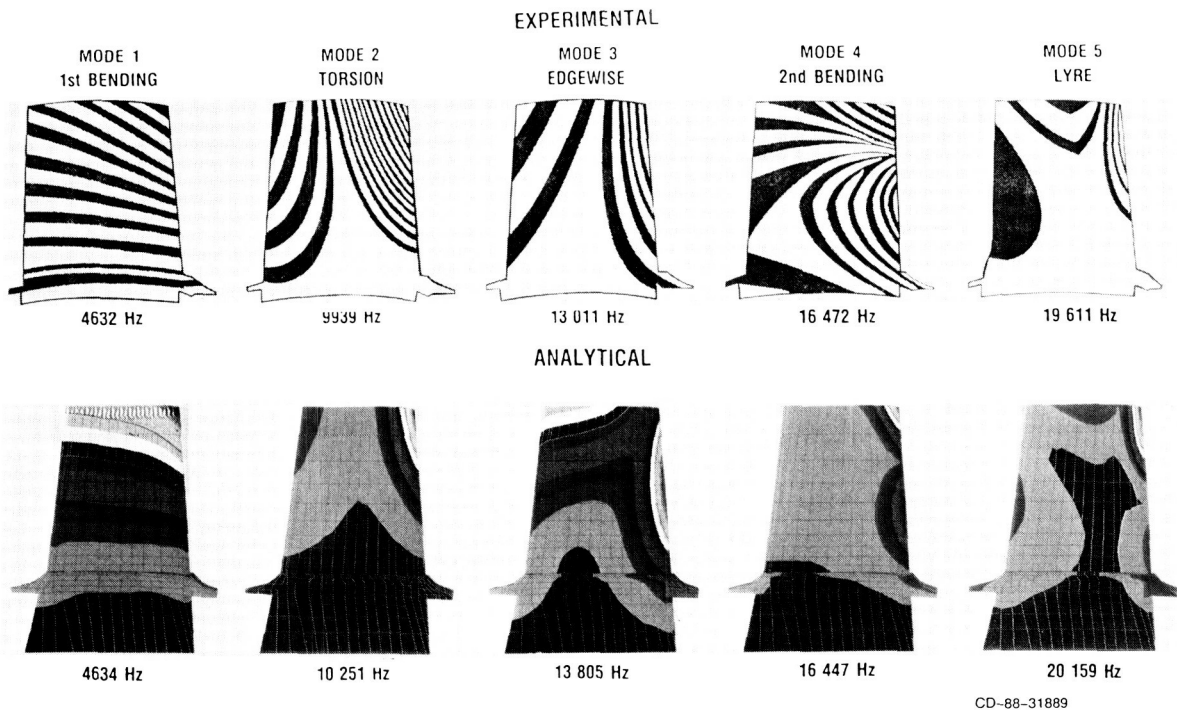 EXPERIMENTAL
MODE 1
1st BENDING
MODE 2
TORSION
MODE 3
EDGEWISE
MODE 4
2nd BENDING
MODE 5
LYRE
4632 Hz
9939 Hz
13 011 Hz
16 472 Hz
19 611 Hz
ANALYTICAL
4634 Hz
10 251 Hz
13 805 Hz
16 447 Hz
20 159 Hz
CD-88-31889